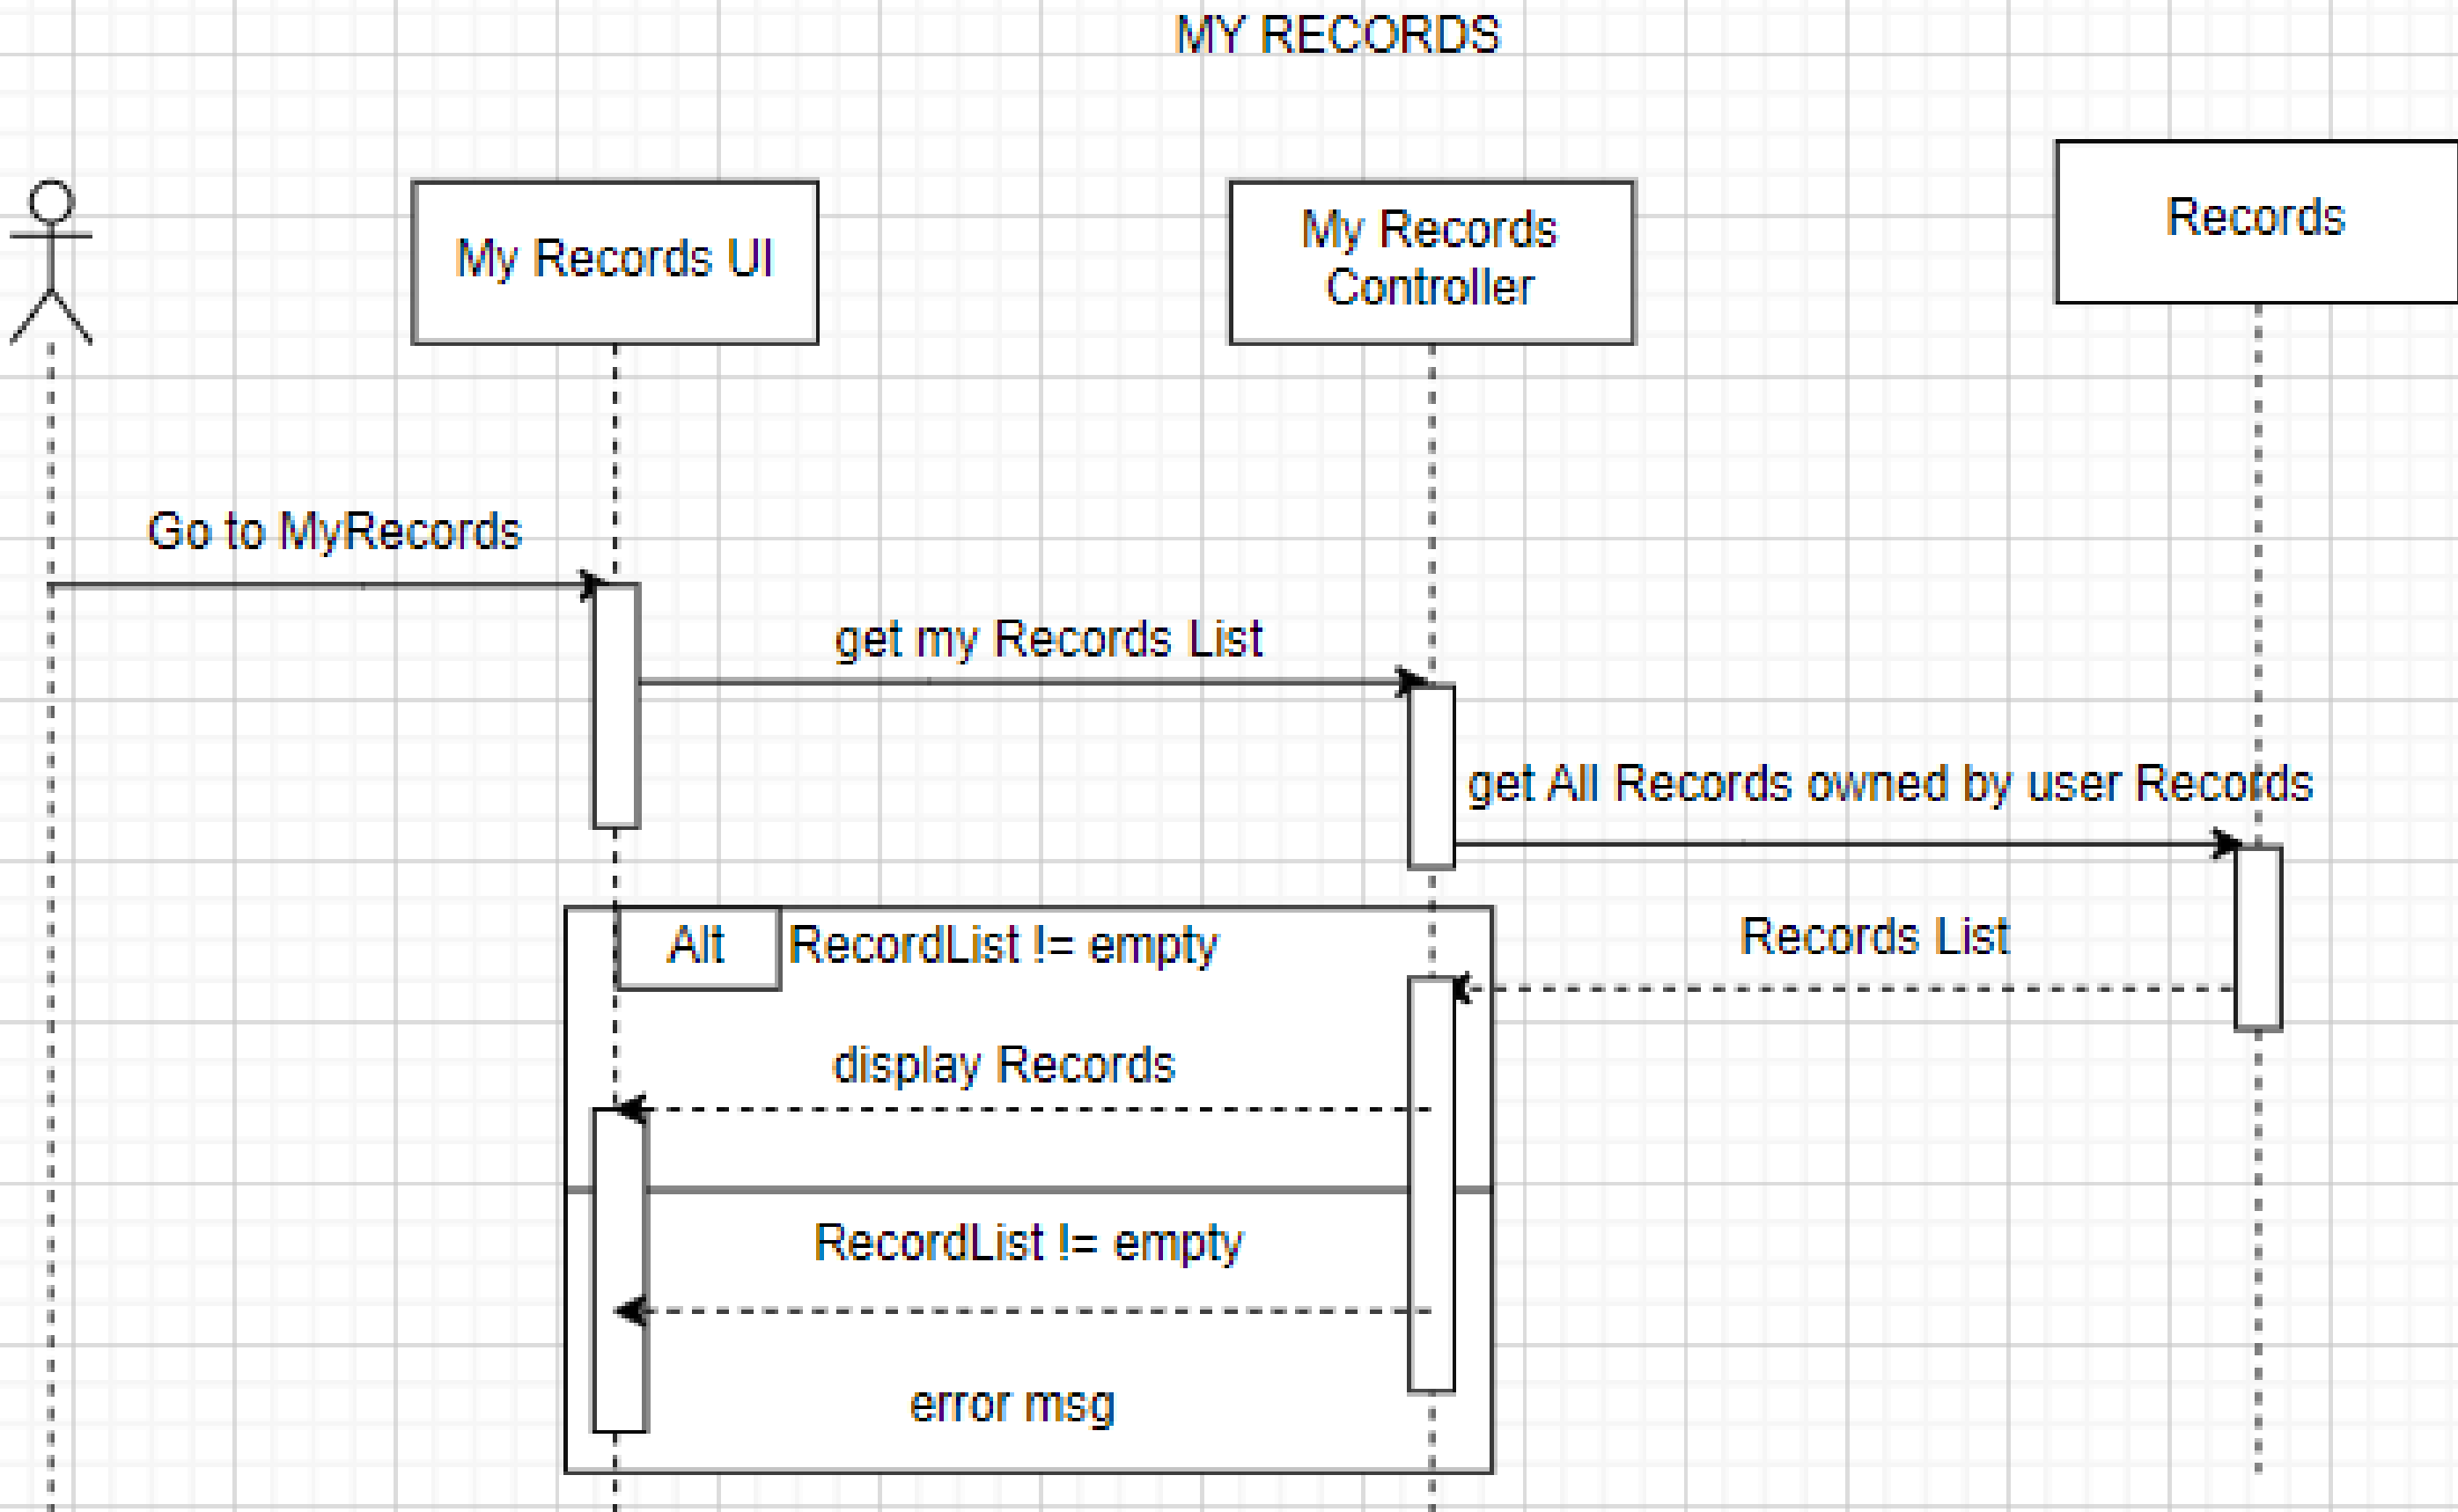 MY RECORDS
My Records UI
My Records
Controller
Records
Go to MyRecords
get my Records List
get All Records owned by user Records
Records List
Alt
RecordList != empty
display Records
RecordList != empty
error msg